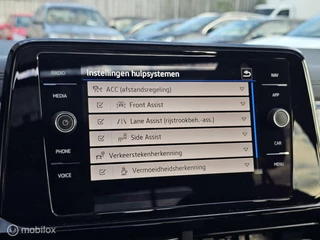 Instellingen hulpsystemen
RADIO
NAV
ACC (afstandsregeling)
MEDIA
APP
Front Assist
Lane Assist (rijstrookbeh.-ass.)
Side Assist
PHONE
CAR
Verkeerstekenherkenning
VOICE
MENU
Vermoeidheidsherkenning
mobilox